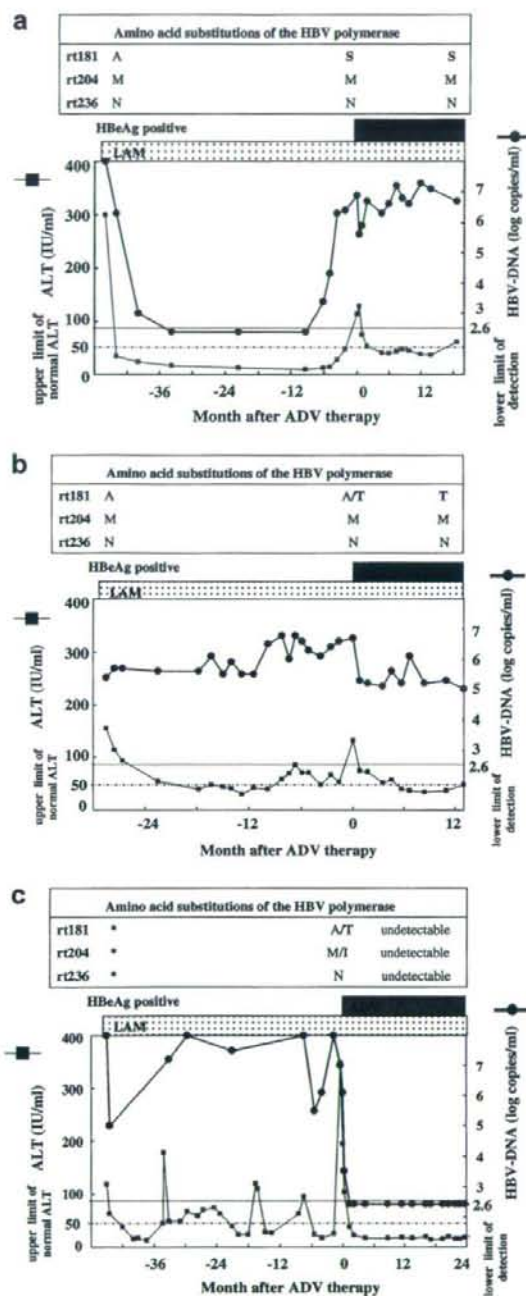 a
Amino acid substitutions of the HBV polymerase
rt181 A S S
rt204 M M M
rt236 N N N
HBeAg positive
LAM
400
300
200
100
50
0
ALT (IU/ml)
upper limit of normal ALT
7
6
5
4
3
2.6
HBV-DNA (log copies/ml)
lower limit of detection
-36 -24 -12 0 12
Month after ADV therapy
b
Amino acid substitutions of the HBV polymerase
rt181 A A/T T
rt204 M M M
rt236 N N N
HBeAg positive
LAM
400
300
200
100
50
0
ALT (IU/ml)
upper limit of normal ALT
7
6
5
4
3
2.6
HBV-DNA (log copies/ml)
lower limit of detection
-24 -12 0 12
Month after ADV therapy
c
Amino acid substitutions of the HBV polymerase
rt181 * A/T undetectable
rt204 * M/I undetectable
rt236 * N undetectable
HBeAg positive
LAM
400
300
200
100
50
0
ALT (IU/ml)
upper limit of normal ALT
7
6
5
4
3
2.6
HBV-DNA (log copies/ml)
lower limit of detection
-36 -24 -12 0 12 24
Month after ADV therapy